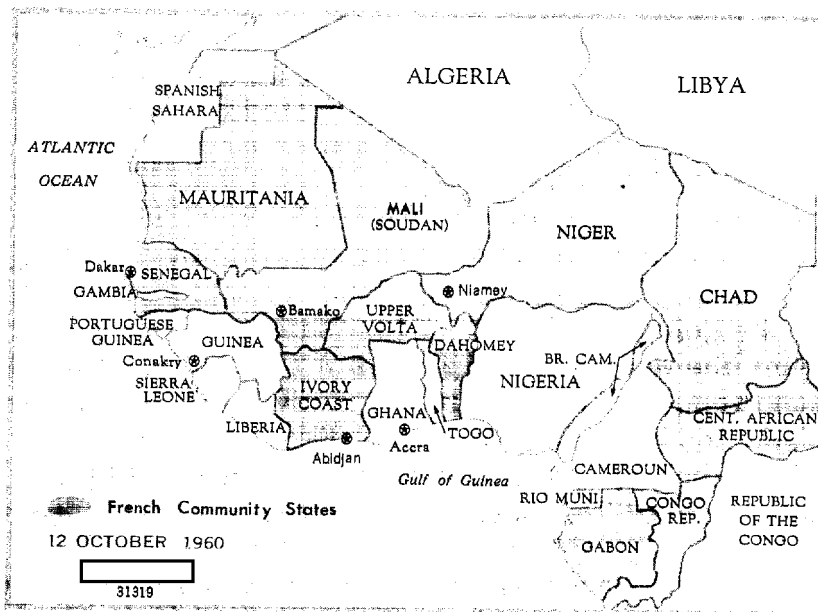 ALGERIA
LIBYA
SPANISH
SAHARA
ATLANTIC
OCEAN
MAURITANIA
MALI
(SOUDAN)
NIGER
CHAD
Dakar
SENEGAL
GAMBIA
Bamako
Niamey
UPPER
VOLTA
PORTUGUESE
GUINEA
GUINEA
DAHOMEY
BR. CAM.
NIGERIA
Conakry
SIERRA
LEONE
IVORY
COAST
GHANA
LIBERIA
TOGO
Abidjan
Accra
CENT. AFRICAN
REPUBLIC
Gulf of Guinea
CAMEROUN
RIO MUNI
CONGO
REP.
REPUBLIC
OF THE
CONGO
GABON
French Community States
12 OCTOBER 1960
31319